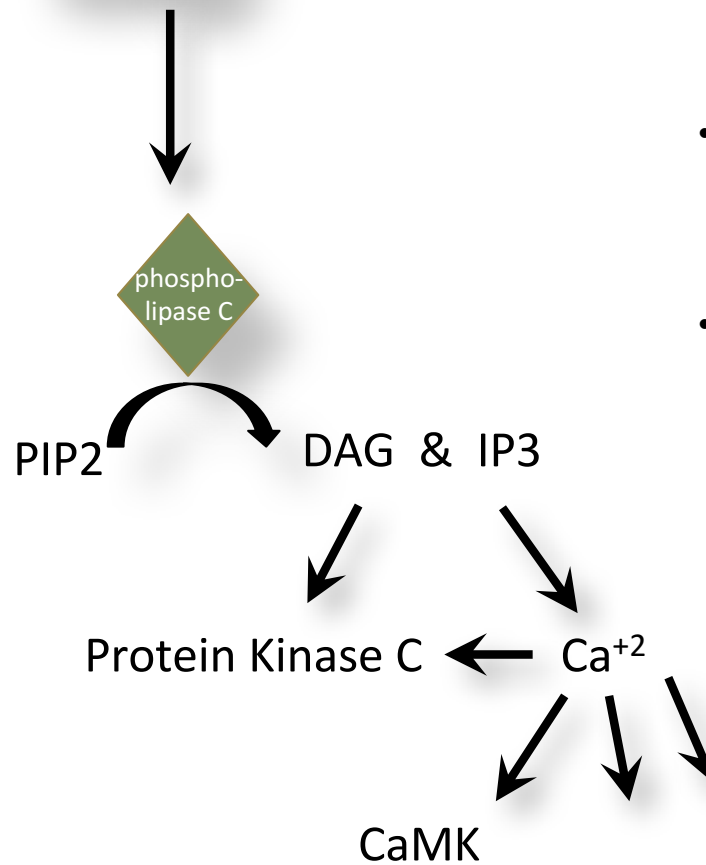 •
phospho-
lipase C
•
PIP2 DAG & IP3
Protein Kinase C Ca⁺²
CaMK